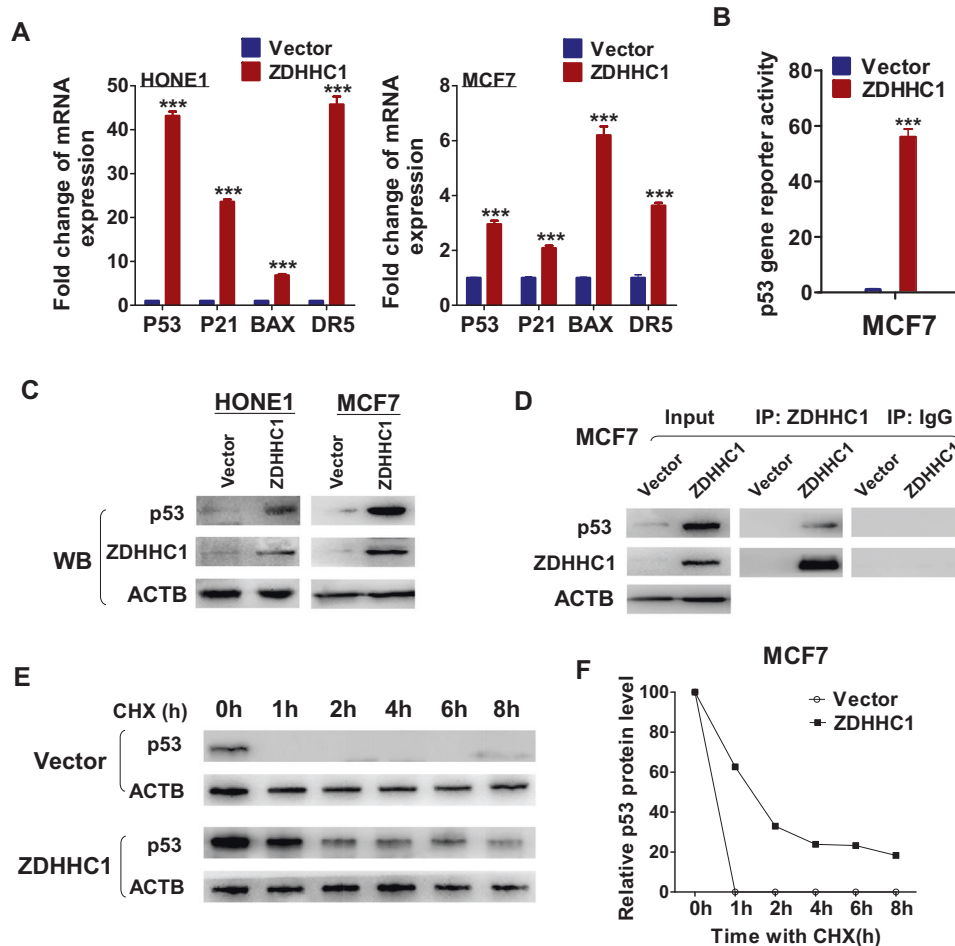 A
Vector
ZDHHC1
HONE1
Fold change of mRNA
expression
50
40
30
20
10
0
***
***
***
***
P53 P21 BAX DR5
Vector
ZDHHC1
MCF7
Fold change of mRNA
expression
8
6
4
2
0
***
***
***
***
P53 P21 BAX DR5
B
Vector
ZDHHC1
p53 gene reporter activity
80
60
40
20
0
***
MCF7
C
HONE1 MCF7
Vector ZDHHC1 Vector ZDHHC1
WB
p53
ZDHHC1
ACTB
D
MCF7
Input IP: ZDHHC1 IP: IgG
Vector ZDHHC1 Vector ZDHHC1 Vector ZDHHC1
p53
ZDHHC1
ACTB
E
CHX (h) 0h 1h 2h 4h 6h 8h
Vector
p53
ACTB
ZDHHC1
p53
ACTB
F
MCF7
Vector
ZDHHC1
Relative p53 protein level
100
80
60
40
20
0
0h 1h 2h 4h 6h 8h
Time with CHX(h)